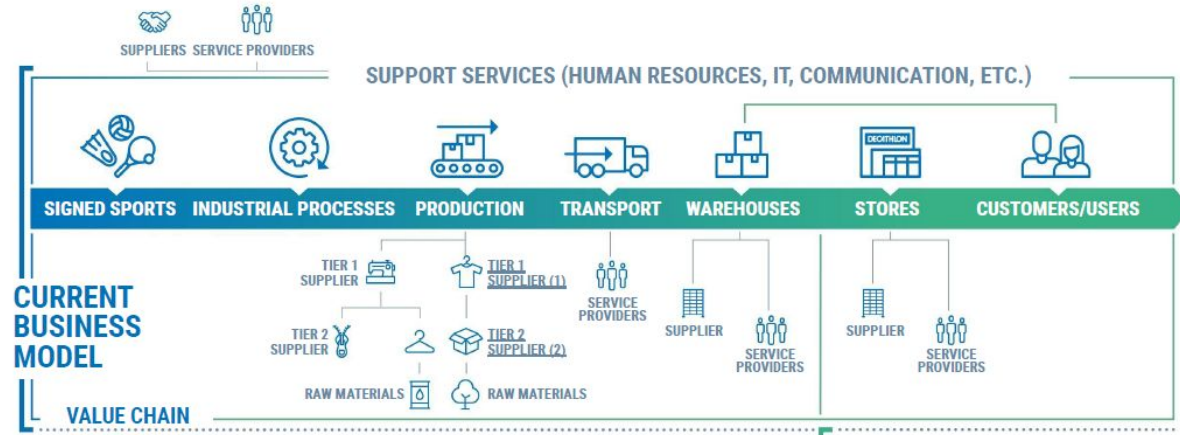 SUPPLIERS SERVICE PROVIDERS
SUPPORT SERVICES (HUMAN RESOURCES, IT, COMMUNICATION, ETC.)
DECATHLON
SIGNED SPORTS INDUSTRIAL PROCESSES PRODUCTION TRANSPORT WAREHOUSES STORES CUSTOMERS/USERS
TIER 1
SUPPLIER
TIER 1
SUPPLIER (1)
TIER 2
SUPPLIER
TIER 2
SUPPLIER (2)
RAW MATERIALS
RAW MATERIALS
SERVICE
PROVIDERS
SUPPLIER
SERVICE
PROVIDERS
SUPPLIER
SERVICE
PROVIDERS
CURRENT
BUSINESS
MODEL
VALUE CHAIN